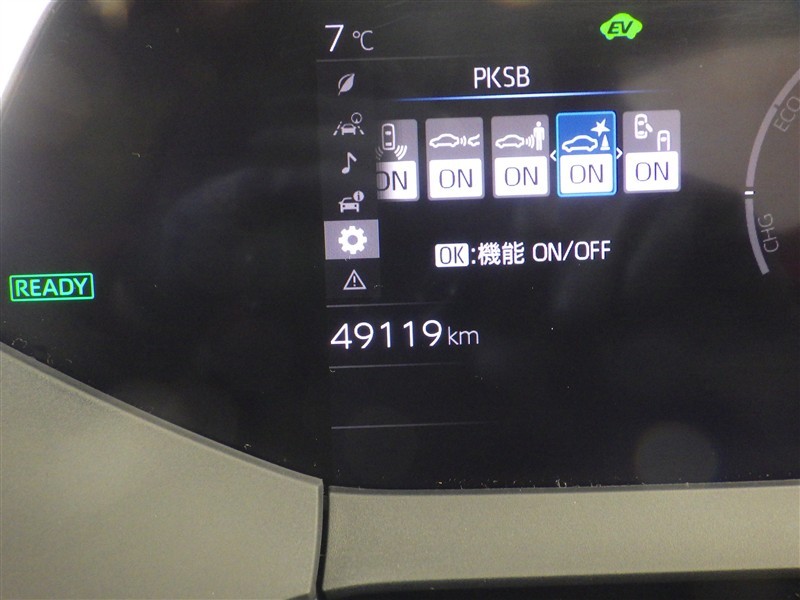 7 ℃
EV
PKSB
ON ON ON ON ON
OK:機能 ON/OFF
ECO
CHG
READY
49119 km